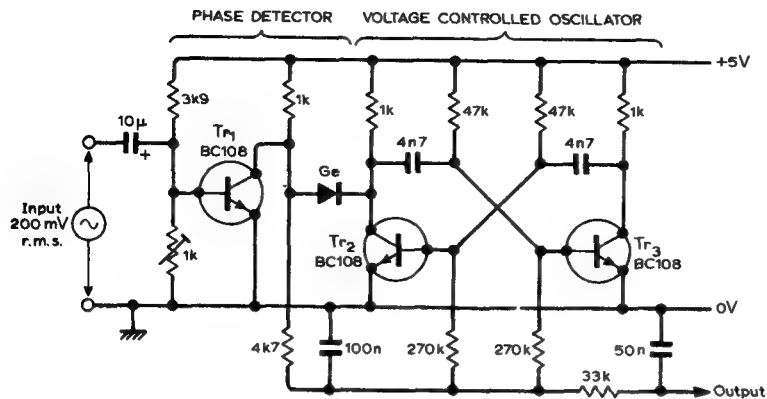 PHASE DETECTOR
VOLTAGE CONTROLLED OSCILLATOR
+5V
3k9
1k
1k
47k
47k
1k
10μ
+
4n7
4n7
Tr1
BC108
Ge
Input
200 mV
r.m.s.
1k
Tr2
BC108
Tr3
BC108
0V
4k7
100n
270k
270k
50n
33k
Output